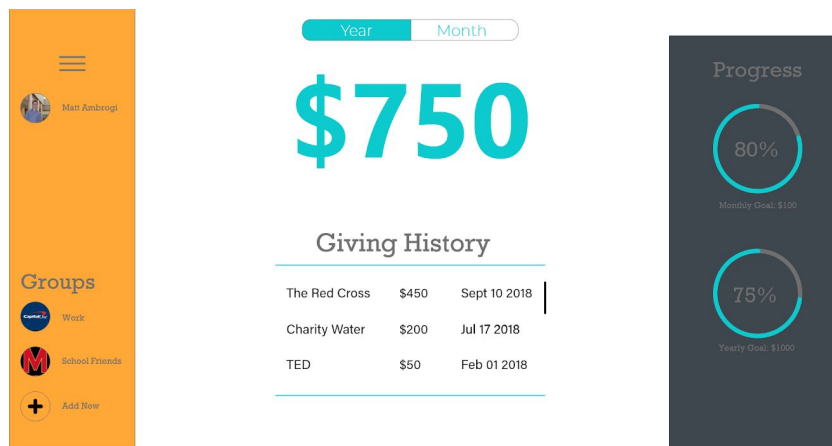 Matt Ambrogi
Groups
Capital One
Work
M
School Friends
Add New
Year Month
$750
Giving History
The Red Cross $450 Sept 10 2018
Charity Water $200 Jul 17 2018
TED $50 Feb 01 2018
Progress
80%
Monthly Goal: $100
75%
Yearly Goal: $1000